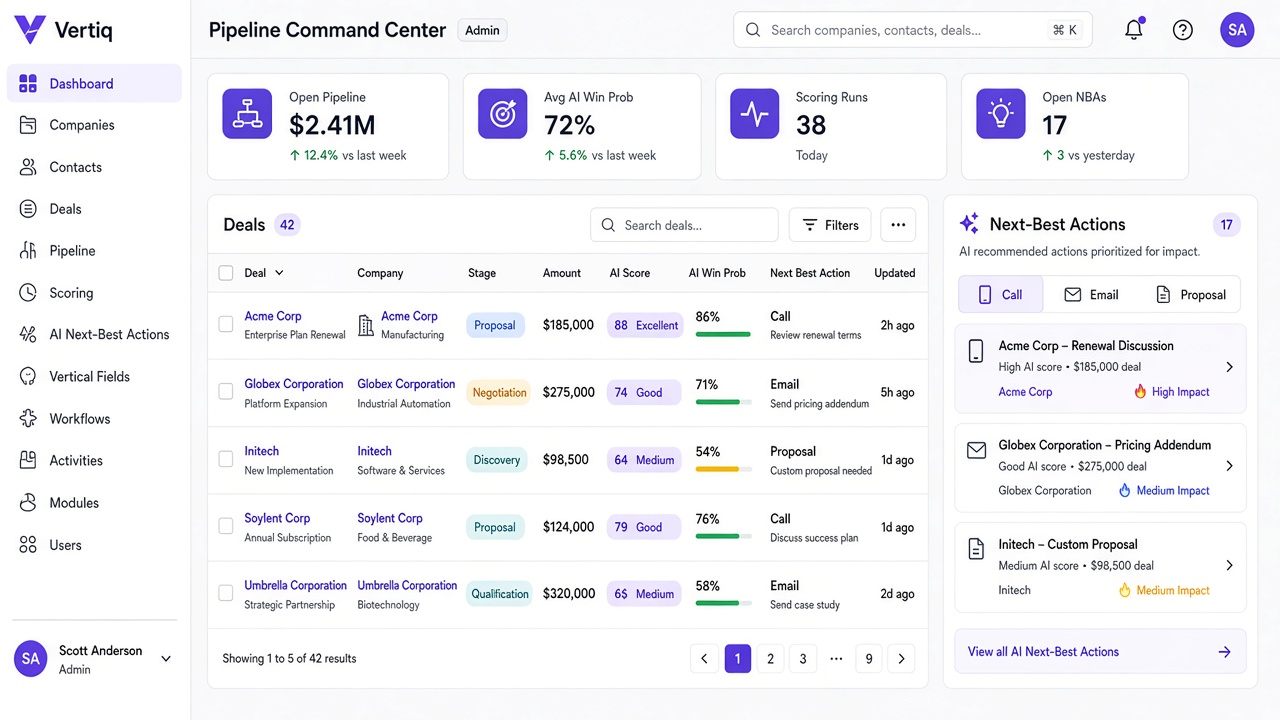 Vertiq
Dashboard
Companies
Contacts
Deals
Pipeline
Scoring
AI Next-Best Actions
Vertical Fields
Workflows
Activities
Modules
Users
SA
Scott Anderson
Admin
Pipeline Command Center
Admin
Search companies, contacts, deals...
⌘ K
SA
Open Pipeline
$2.41M
↑ 12.4% vs last week
Avg AI Win Prob
72%
↑ 5.6% vs last week
Scoring Runs
38
Today
Open NBAs
17
↑ 3 vs yesterday
Deals 42
Search deals...
Filters
Deal Company Stage Amount AI Score AI Win Prob Next Best Action Updated
Acme Corp Acme Corp Proposal $185,000 88 Excellent 86% Call 2h ago
Enterprise Plan Renewal Manufacturing Review renewal terms
Globex Corporation Globex Corporation Negotiation $275,000 74 Good 71% Email 5h ago
Platform Expansion Industrial Automation Send pricing addendum
Initech Initech Discovery $98,500 64 Medium 54% Proposal 1d ago
New Implementation Software & Services Custom proposal needed
Soylent Corp Soylent Corp Proposal $124,000 79 Good 76% Call 1d ago
Annual Subscription Food & Beverage Discuss success plan
Umbrella Corporation Umbrella Corporation Qualification $320,000 6$ Medium 58% Email 2d ago
Strategic Partnership Biotechnology Send case study
Showing 1 to 5 of 42 results
1 2 3 ... 9
Next-Best Actions 17
AI recommended actions prioritized for impact.
Call Email Proposal
Acme Corp – Renewal Discussion
High AI score • $185,000 deal
Acme Corp High Impact
Globex Corporation – Pricing Addendum
Good AI score • $275,000 deal
Globex Corporation Medium Impact
Initech – Custom Proposal
Medium AI score • $98,500 deal
Initech Medium Impact
View all AI Next-Best Actions